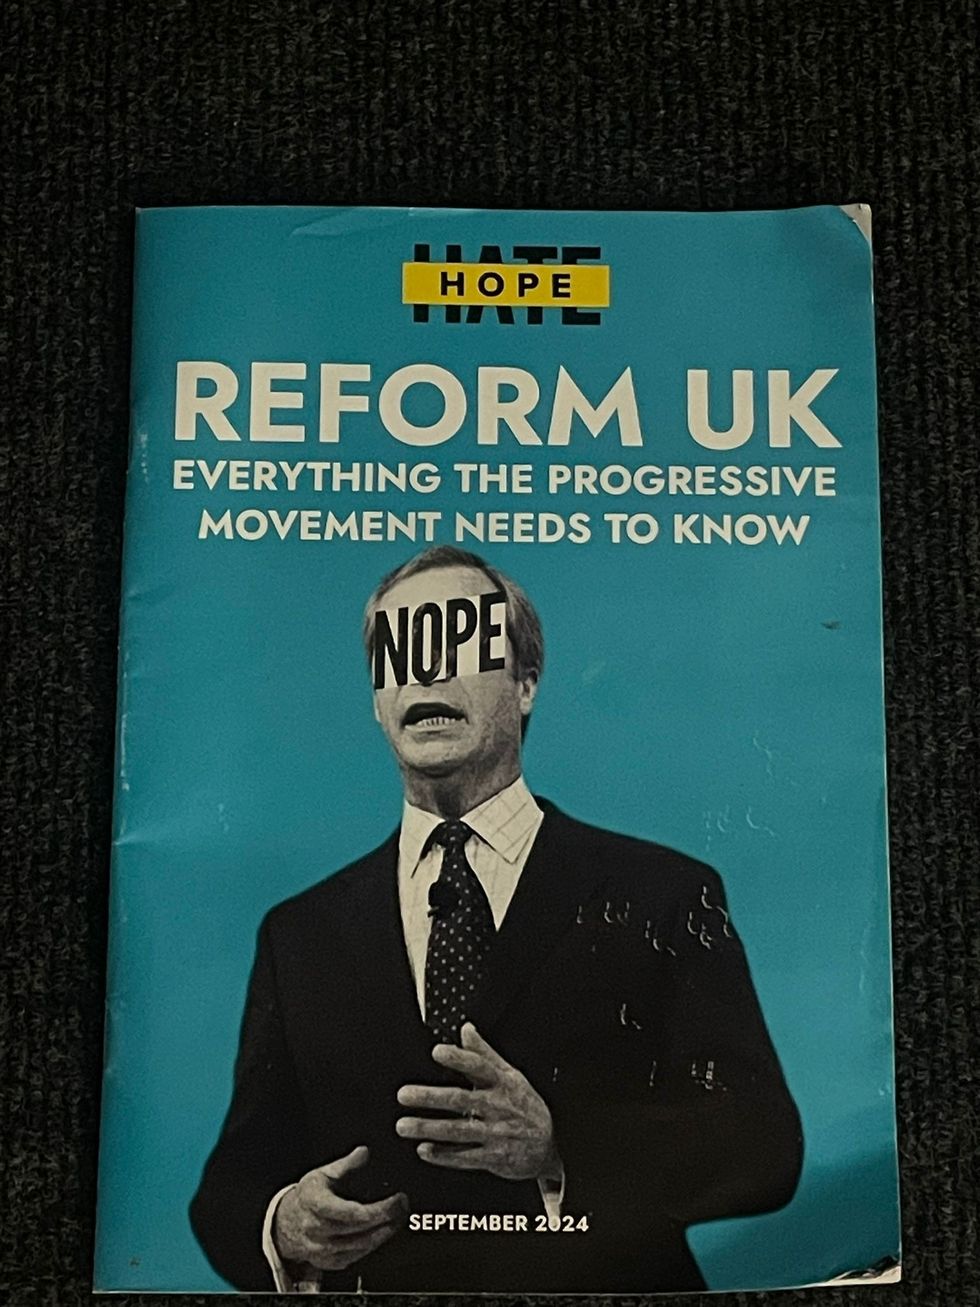 HATE
HOPE
REFORM UK
EVERYTHING THE PROGRESSIVE
MOVEMENT NEEDS TO KNOW
NOPE
SEPTEMBER 2024